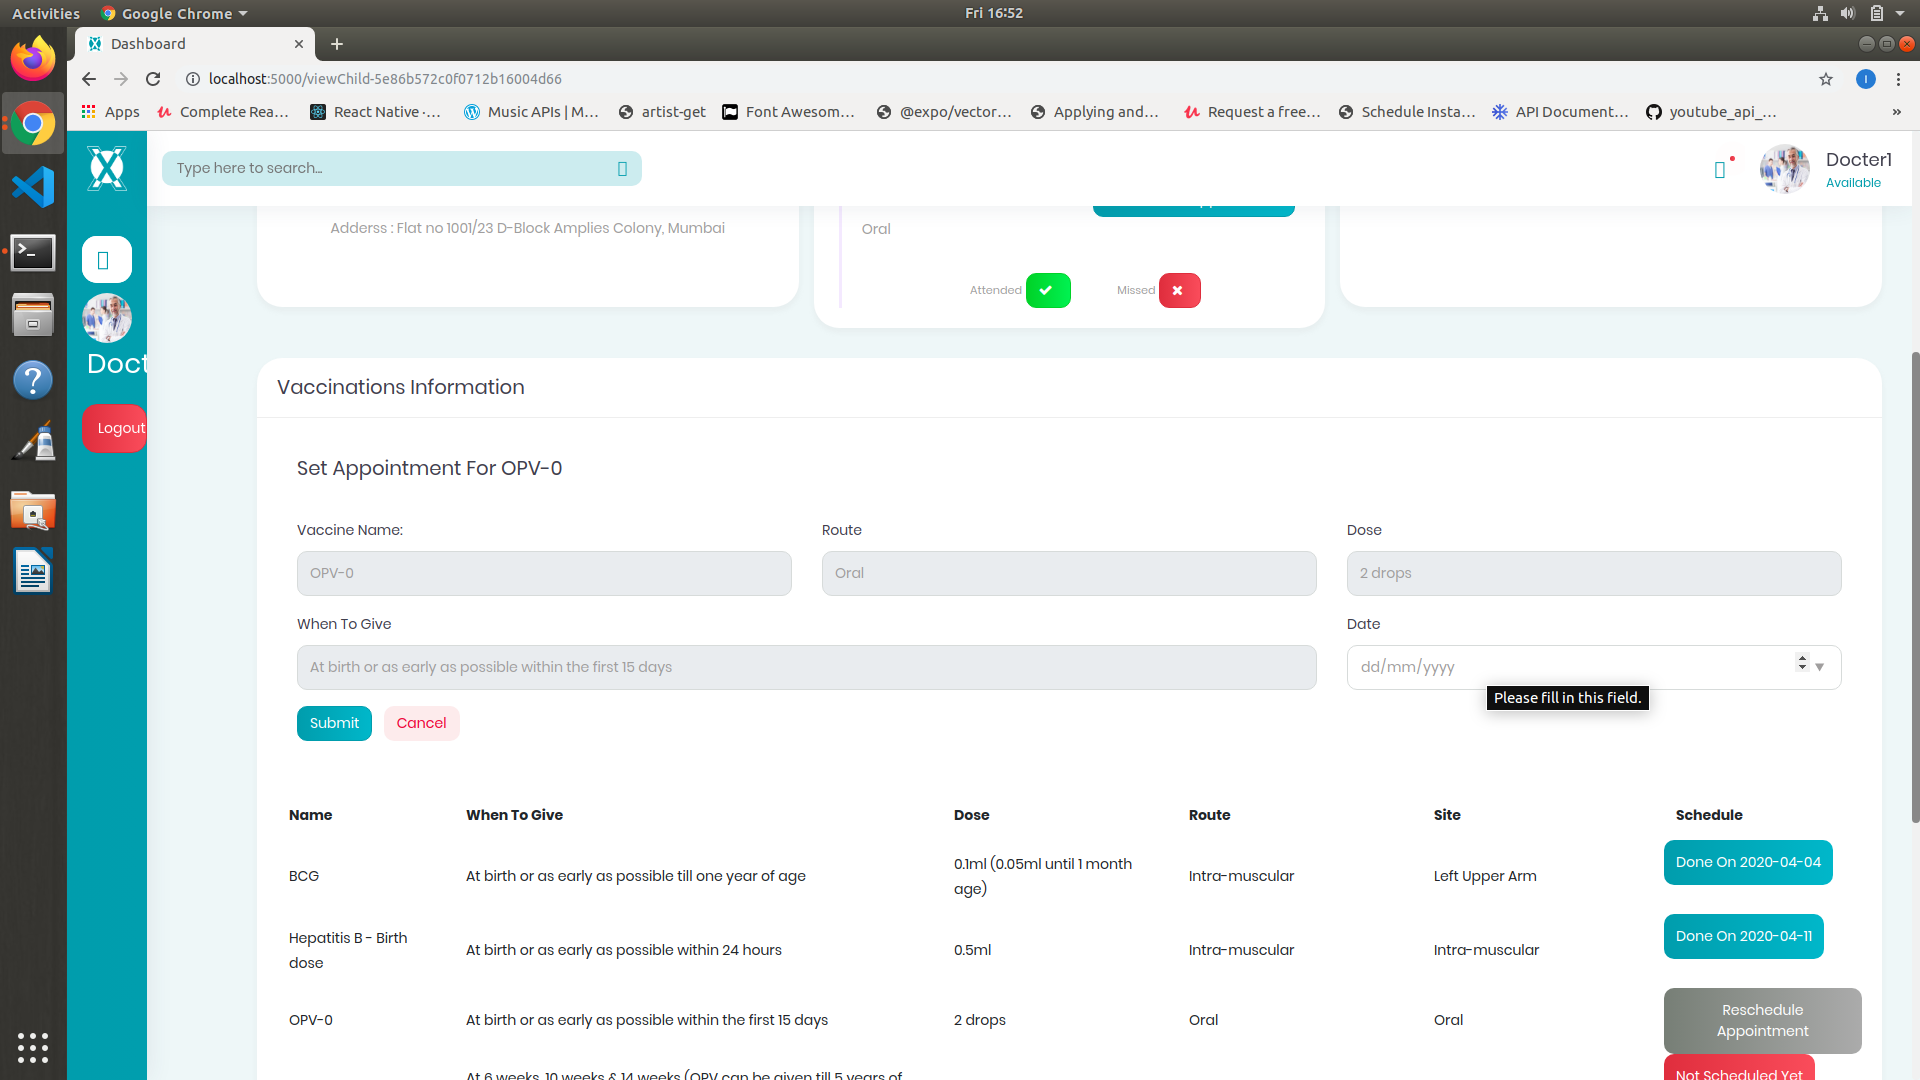 Activities
Google Chrome
Fri 16:52
Dashboard
localhost:5000/viewChild-5e86b572c0f0712b16004d66
Apps
Complete Rea...
React Native ·...
Music APIs | M...
artist-get
Font Awesom...
@expo/vector...
Applying and...
Request a free...
Schedule Insta...
API Document...
youtube_api_...
»
Type here to search...
Docter1
Available
Adderss : Flat no 1001/23 D-Block Amplies Colony, Mumbai
Oral
Attended
Missed
Doct
Logout
Vaccinations Information
Set Appointment For OPV-0
Vaccine Name:
Route
Dose
OPV-0
Oral
2 drops
When To Give
Date
At birth or as early as possible within the first 15 days
dd/mm/yyyy
Please fill in this field.
Submit
Cancel
Name When To Give Dose Route Site Schedule
BCG At birth or as early as possible till one year of age 0.1ml (0.05ml until 1 month age) Intra-muscular Left Upper Arm Done On 2020-04-04
Hepatitis B - Birth dose At birth or as early as possible within 24 hours 0.5ml Intra-muscular Intra-muscular Done On 2020-04-11
OPV-0 At birth or as early as possible within the first 15 days 2 drops Oral Oral Reschedule Appointment
At 6 weeks, 10 weeks & 14 weeks (OPV can be given till 5 years of
Not Scheduled Yet